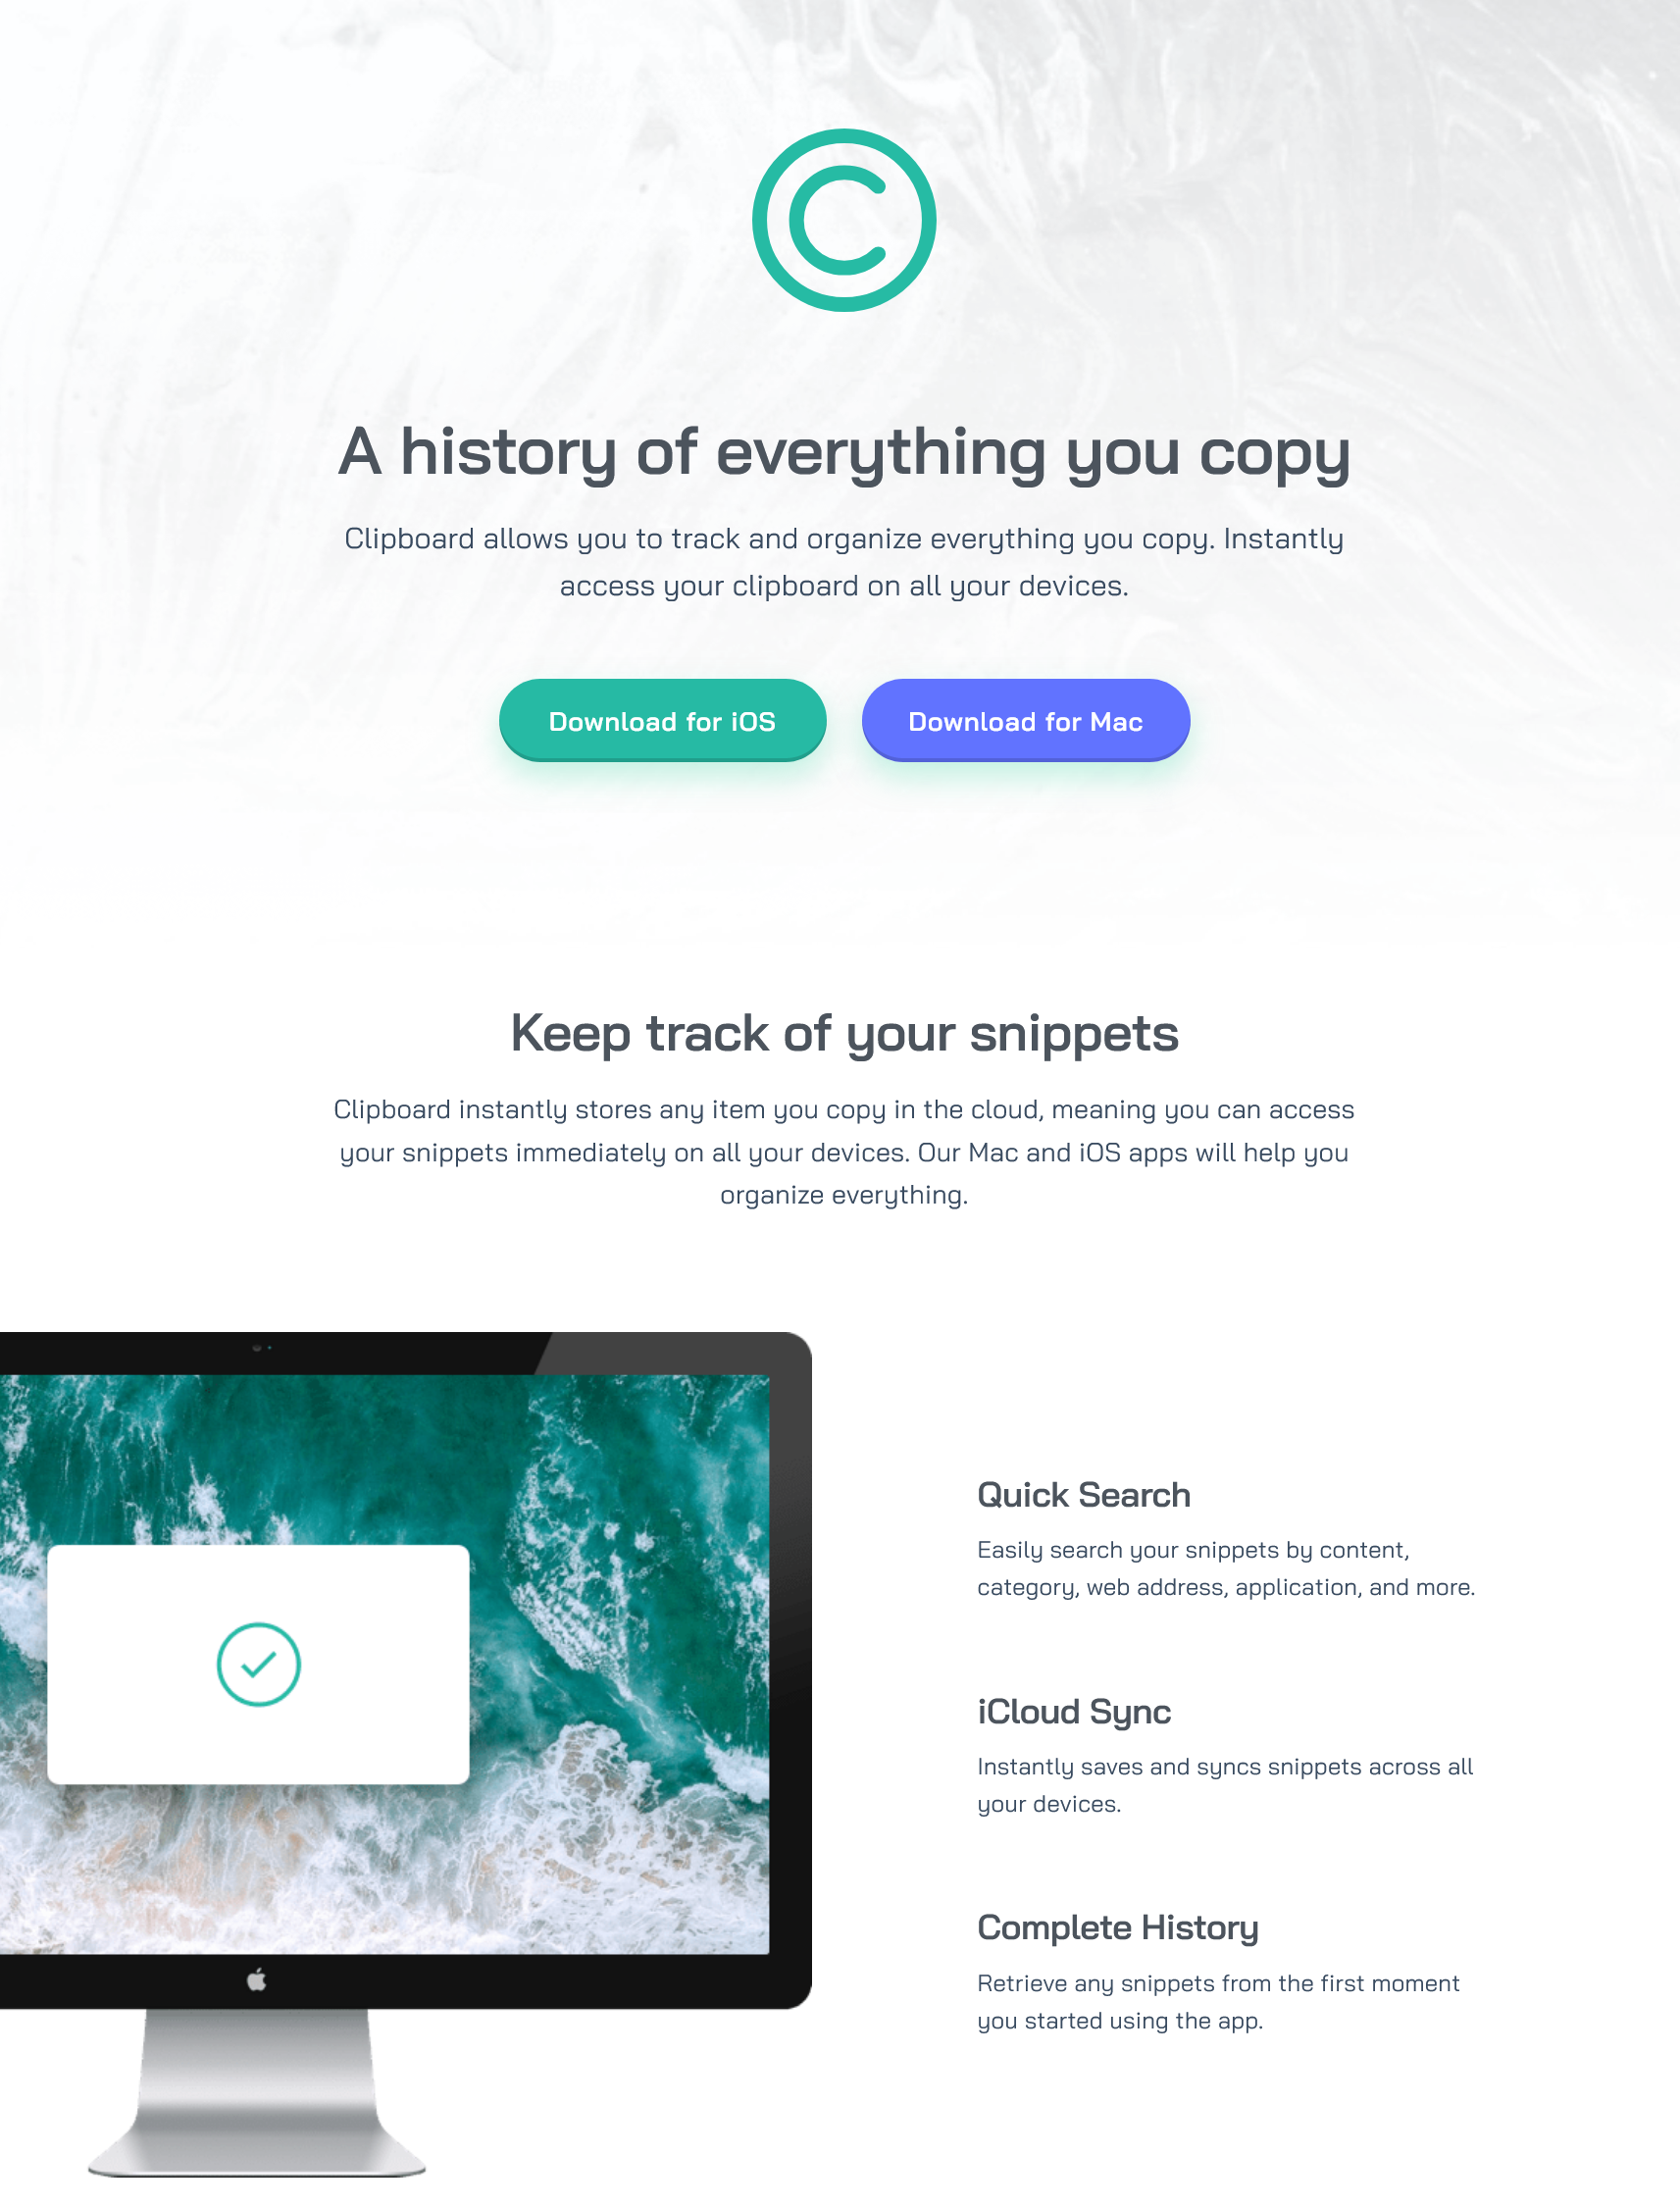 A history of everything you copy
Clipboard allows you to track and organize everything you copy. Instantly
access your clipboard on all your devices.
Download for iOS
Download for Mac
Keep track of your snippets
Clipboard instantly stores any item you copy in the cloud, meaning you can access
your snippets immediately on all your devices. Our Mac and iOS apps will help you
organize everything.
Quick Search
Easily search your snippets by content,
category, web address, application, and more.
iCloud Sync
Instantly saves and syncs snippets across all
your devices.
Complete History
Retrieve any snippets from the first moment
you started using the app.